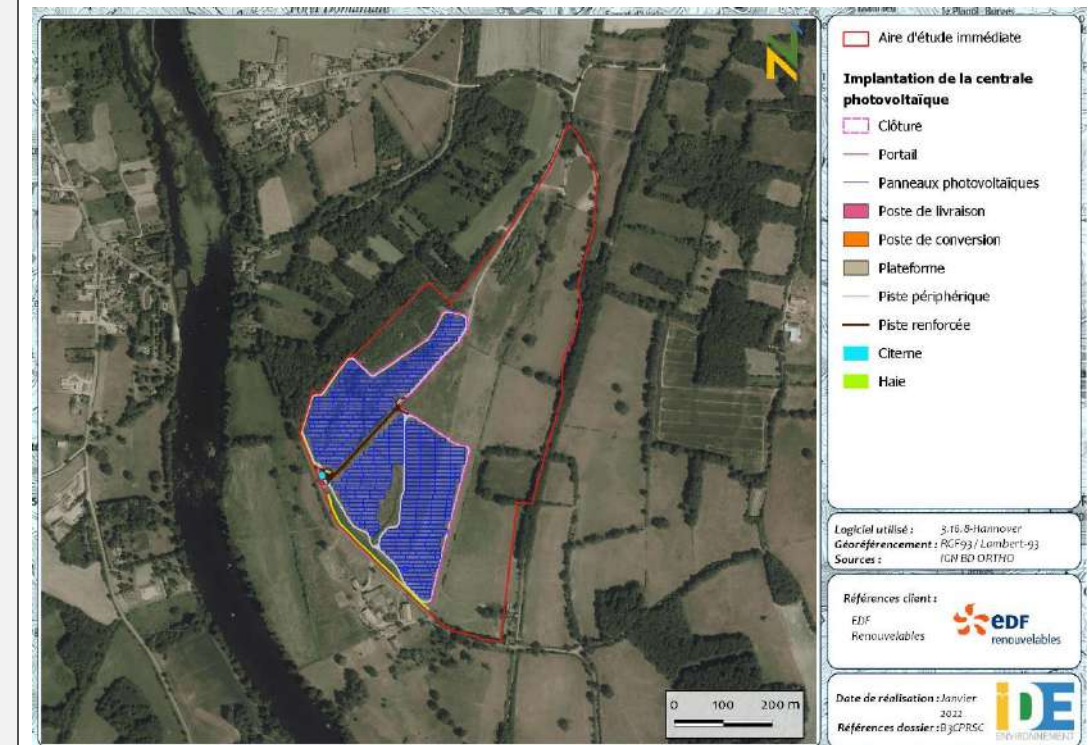 Aire d'étude immédiate
Implantation de la centrale
photovoltaïque
Clôture
Portail
Panneaux photovoltaïques
Poste de livraison
Poste de conversion
Plateforme
Piste périphérique
Piste renforcée
Citerne
Haie
0 100 200 m
Logiciel utilisé : 3.16.8-Hannover
Géoréférencement : RGF93 / Lambert-93
Sources : IGN BD ORTHO
Références client :
EDF
Renouvelables
EDF
renouvelables
Date de réalisation : Janvier
2022
Références dossier : B3CPRSC
IDE
ENVIRONNEMENT